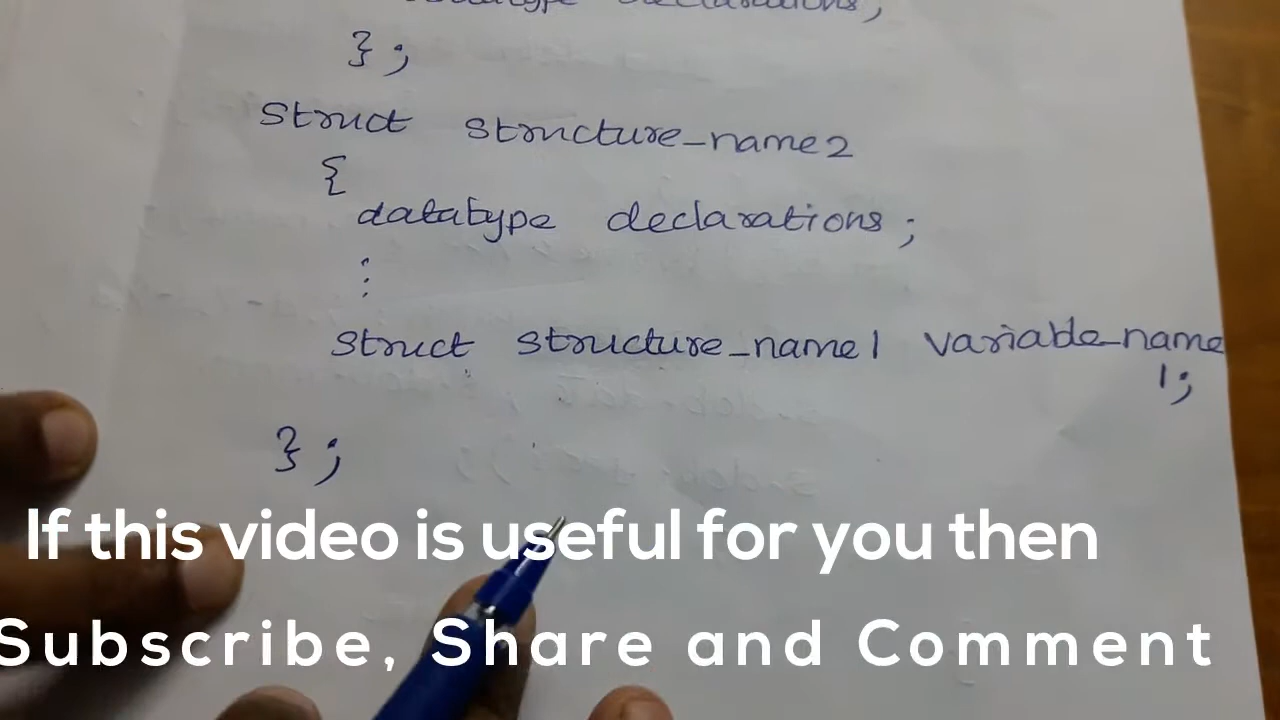 declarations;
};
Struct structure_name2
{
datatype declarations;
:
Struct structure_name1 variable_name
1;
};
If this video is useful for you then
Subscribe, Share and Comment